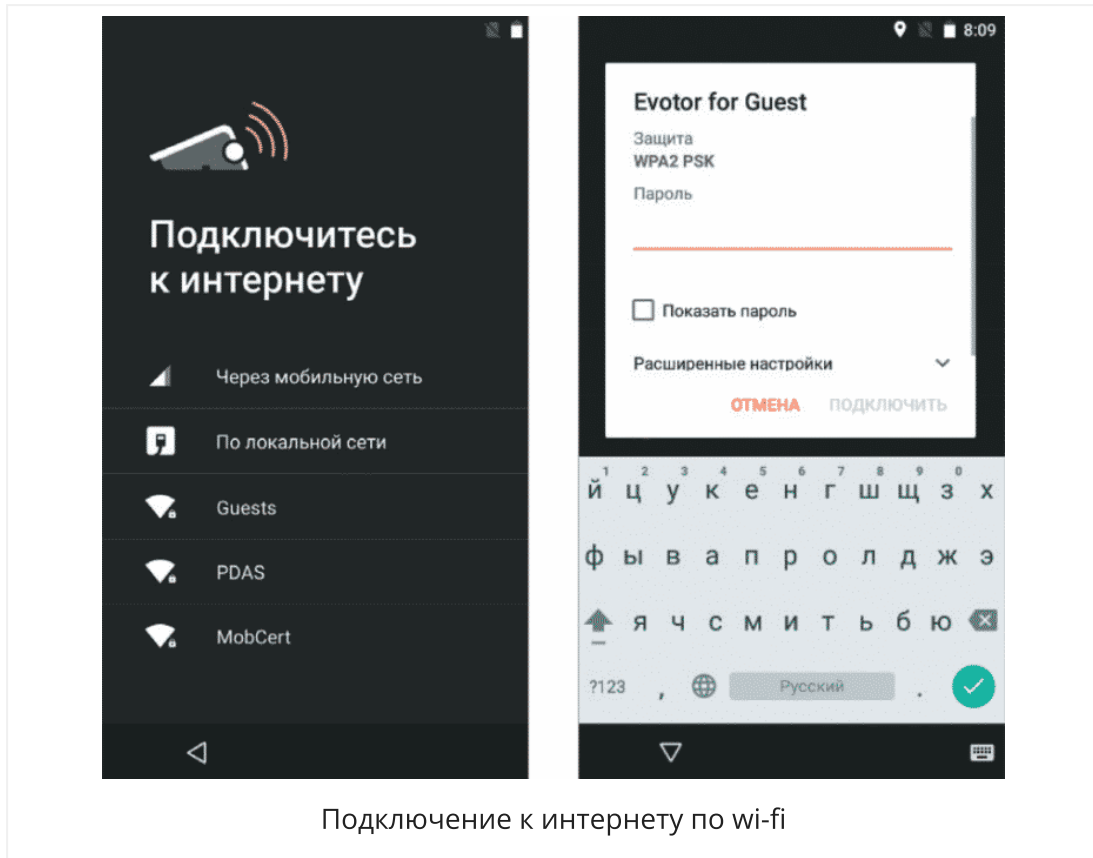 Подключитесь
к интернету
Через мобильную сеть
По локальной сети
Guests
PDAS
MobCert
8:09
Evotor for Guest
Защита
WPA2 PSK
Пароль
Показать пароль
Расширенные настройки
ОТМЕНА ПОДКЛЮЧИТЬ
1 2 3 4 5 6 7 8 9 0
й ц у к е н г ш щ з х
ф ы в а п р о л д ж э
я ч с м и т ь б ю
?123 , Русский .
Подключение к интернету по wi-fi